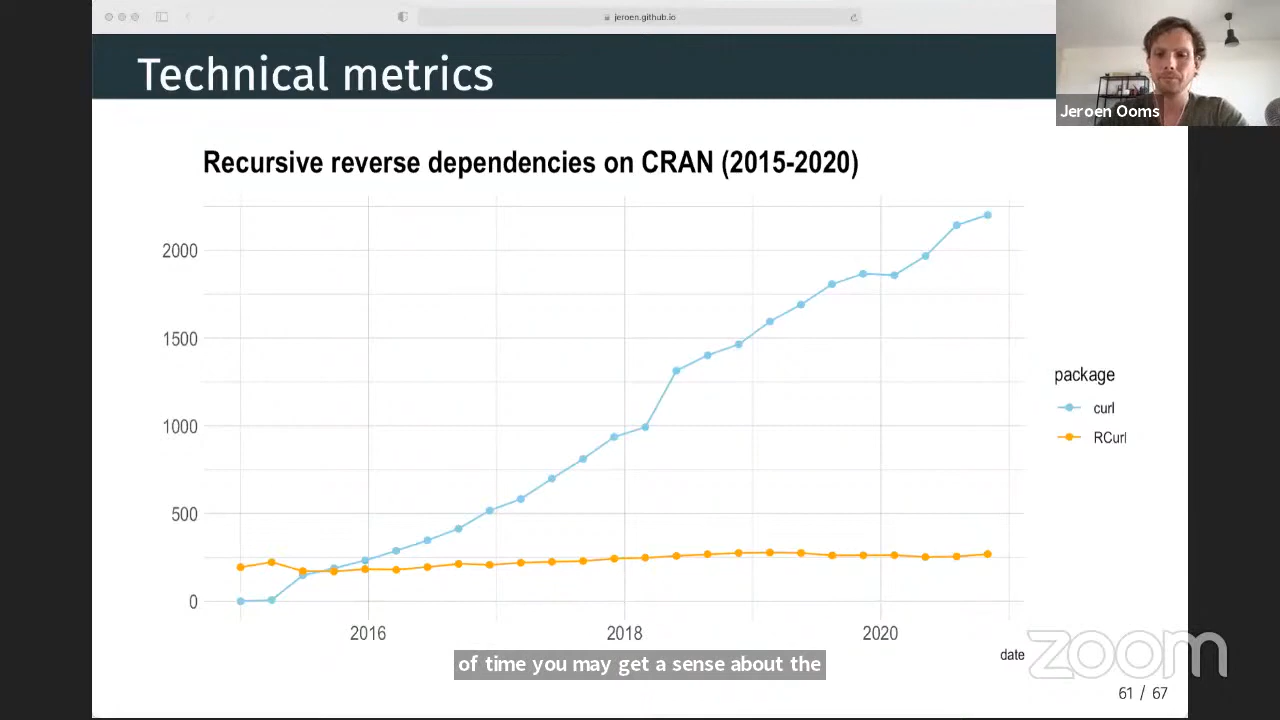 jeroen.github.io
Technical metrics
Jeroen Ooms
Recursive reverse dependencies on CRAN (2015-2020)
2000
1500
1000
500
0
2016
2018
2020
date
package
curl
RCurl
of time you may get a sense about the
zoom
61 / 67